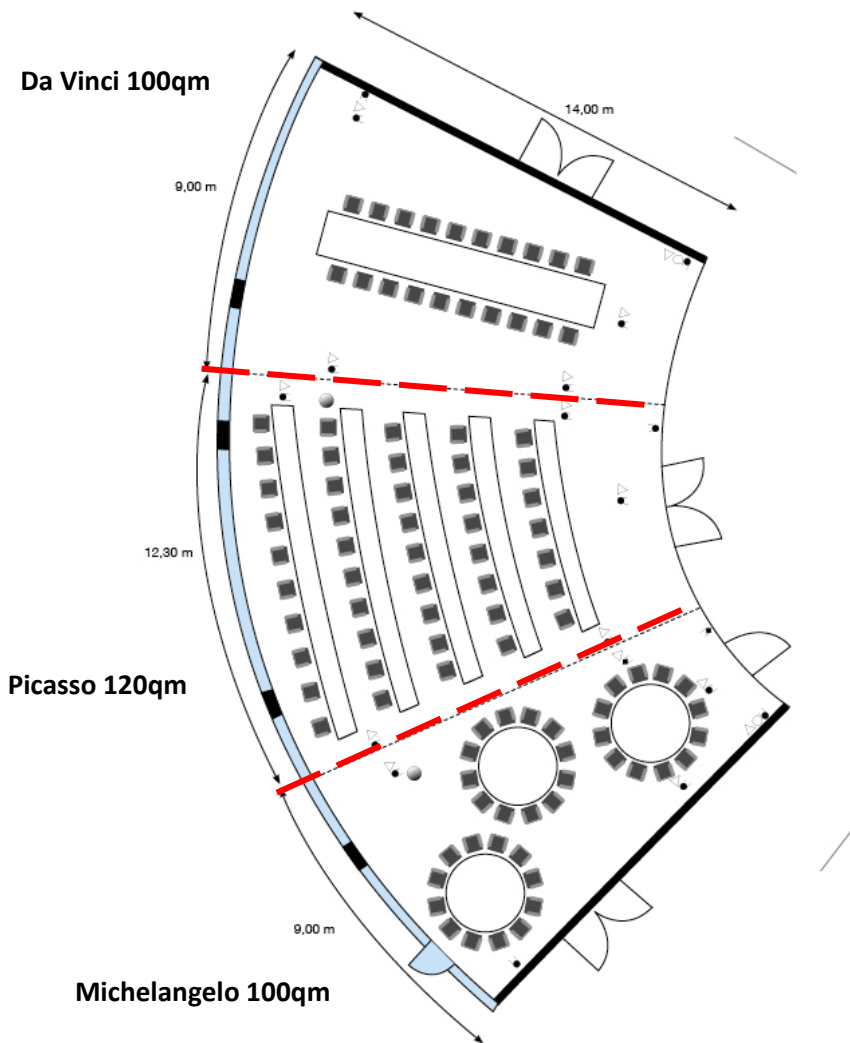 Da Vinci 100qm
14,00 m
9,00 m
12,30 m
Picasso 120qm
9,00 m
Michelangelo 100qm